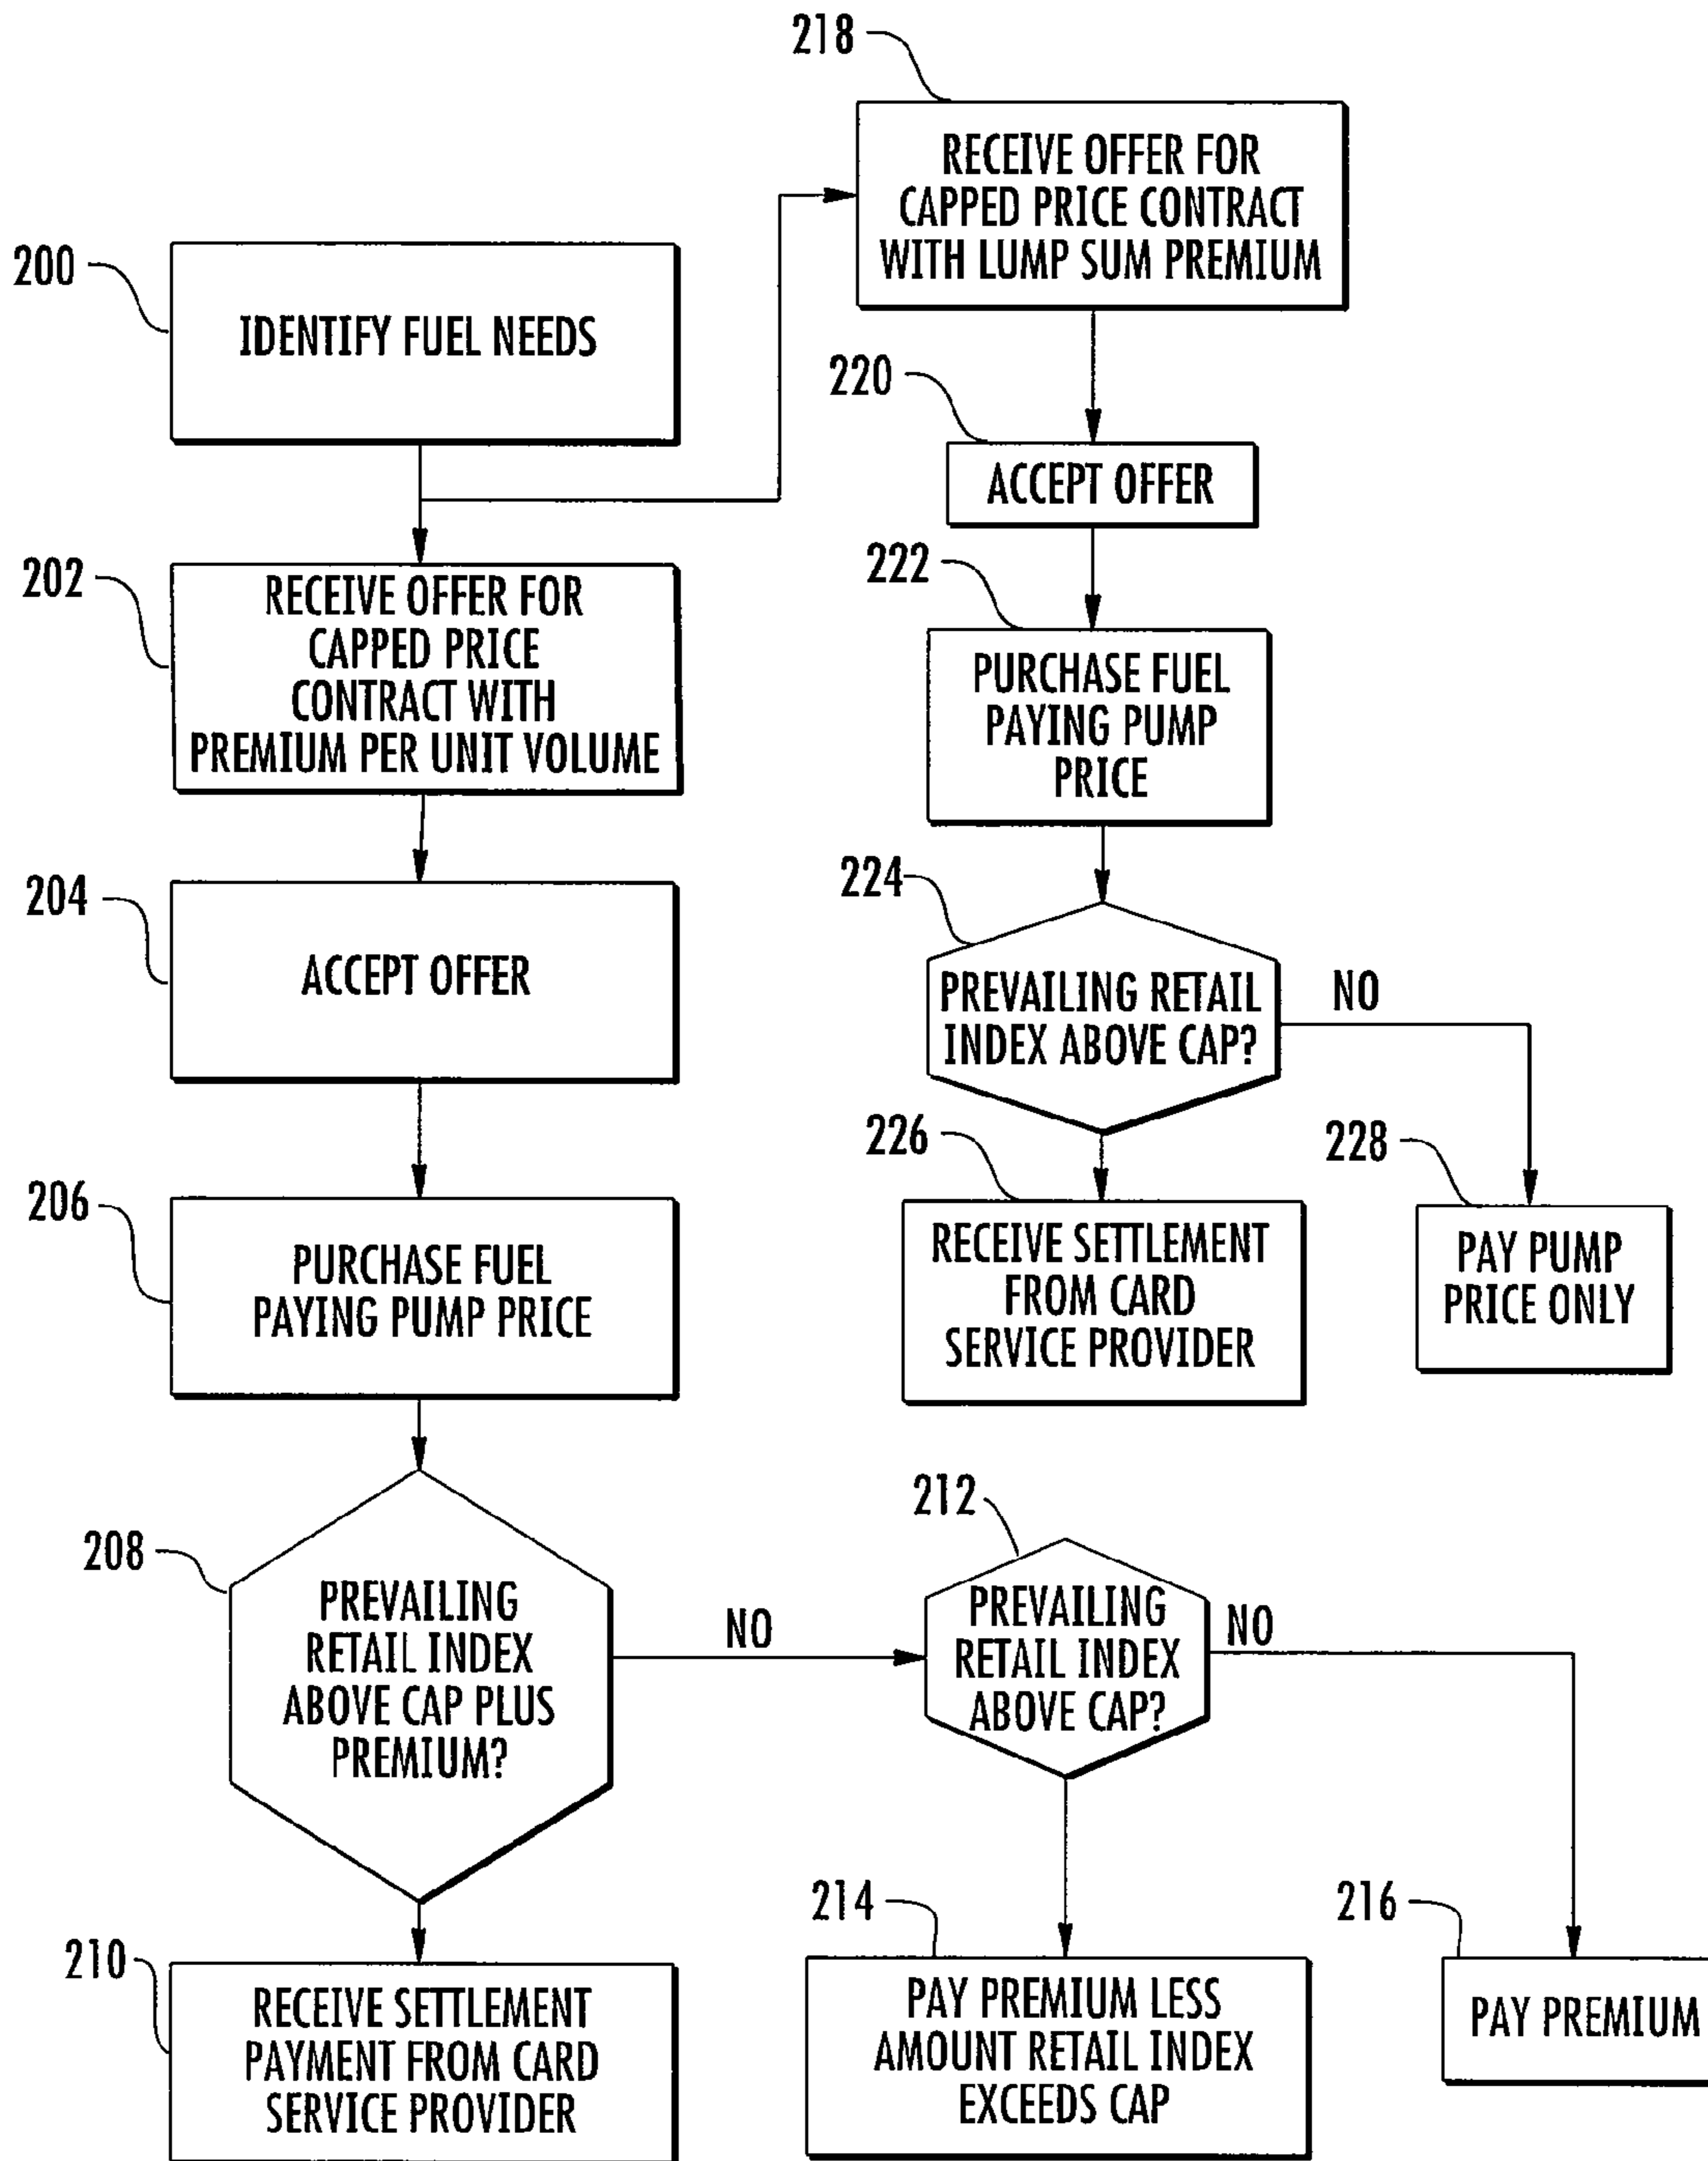 218
RECEIVE OFFER FOR
CAPPED PRICE CONTRACT
WITH LUMP SUM PREMIUM
200
IDENTIFY FUEL NEEDS
220
ACCEPT OFFER
202
RECEIVE OFFER FOR
CAPPED PRICE
CONTRACT WITH
PREMIUM PER UNIT VOLUME
222
PURCHASE FUEL
PAYING PUMP
PRICE
204
ACCEPT OFFER
224
PREVAILING RETAIL
INDEX ABOVE CAP?
NO
206
PURCHASE FUEL
PAYING PUMP PRICE
226
RECEIVE SETTLEMENT
FROM CARD
SERVICE PROVIDER
228
PAY PUMP
PRICE ONLY
208
PREVAILING
RETAIL INDEX
ABOVE CAP PLUS
PREMIUM?
NO
212
PREVAILING
RETAIL INDEX
ABOVE CAP?
NO
210
RECEIVE SETTLEMENT
PAYMENT FROM CARD
SERVICE PROVIDER
214
PAY PREMIUM LESS
AMOUNT RETAIL INDEX
EXCEEDS CAP
216
PAY PREMIUM